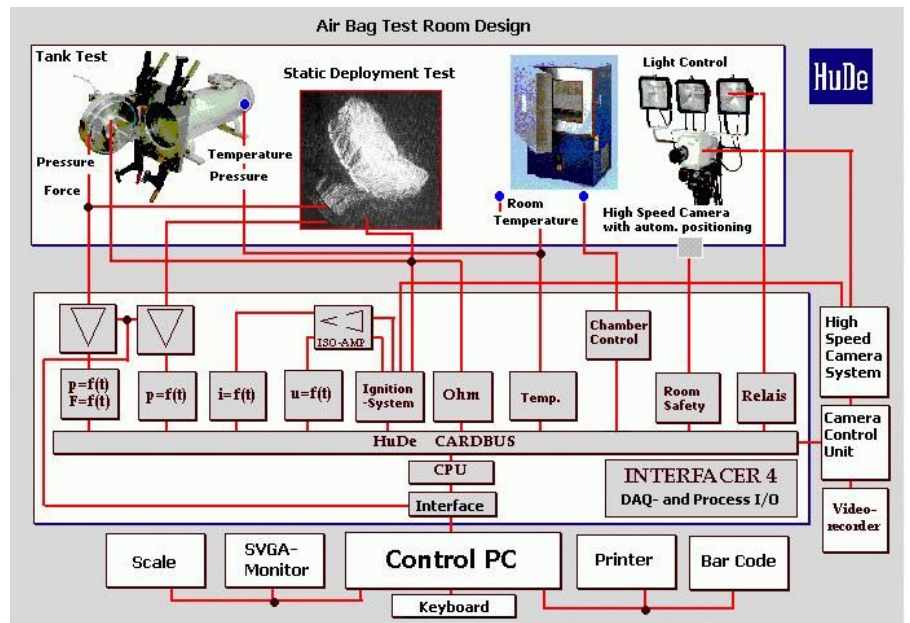 Air Bag Test Room Design
Tank Test
Static Deployment Test
Light Control
HuDe
Pressure
Force
Temperature
Pressure
Room
Temperature
High Speed Camera
with autom. positioning
ISO-AMP
Chamber
Control
High
Speed
Camera
System
p=f(t)
F=f(t)
p=f(t)
i=f(t)
u=f(t)
Ignition
-System
Ohm
Temp.
Room
Safety
Relais
Camera
Control
Unit
HuDe CARDBUS
CPU
Interface
INTERFACER 4
DAQ- and Process I/O
Video-
recorder
Scale
SVGA-
Monitor
Control PC
Printer
Bar Code
Keyboard